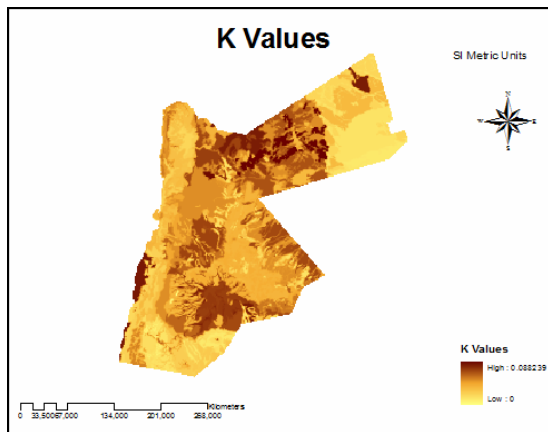 K Values
SI Metric Units
N
W E
S
K Values
High : 0.088239
Low : 0
Kilometers
0 33,50067,000 134,000 201,000 268,000